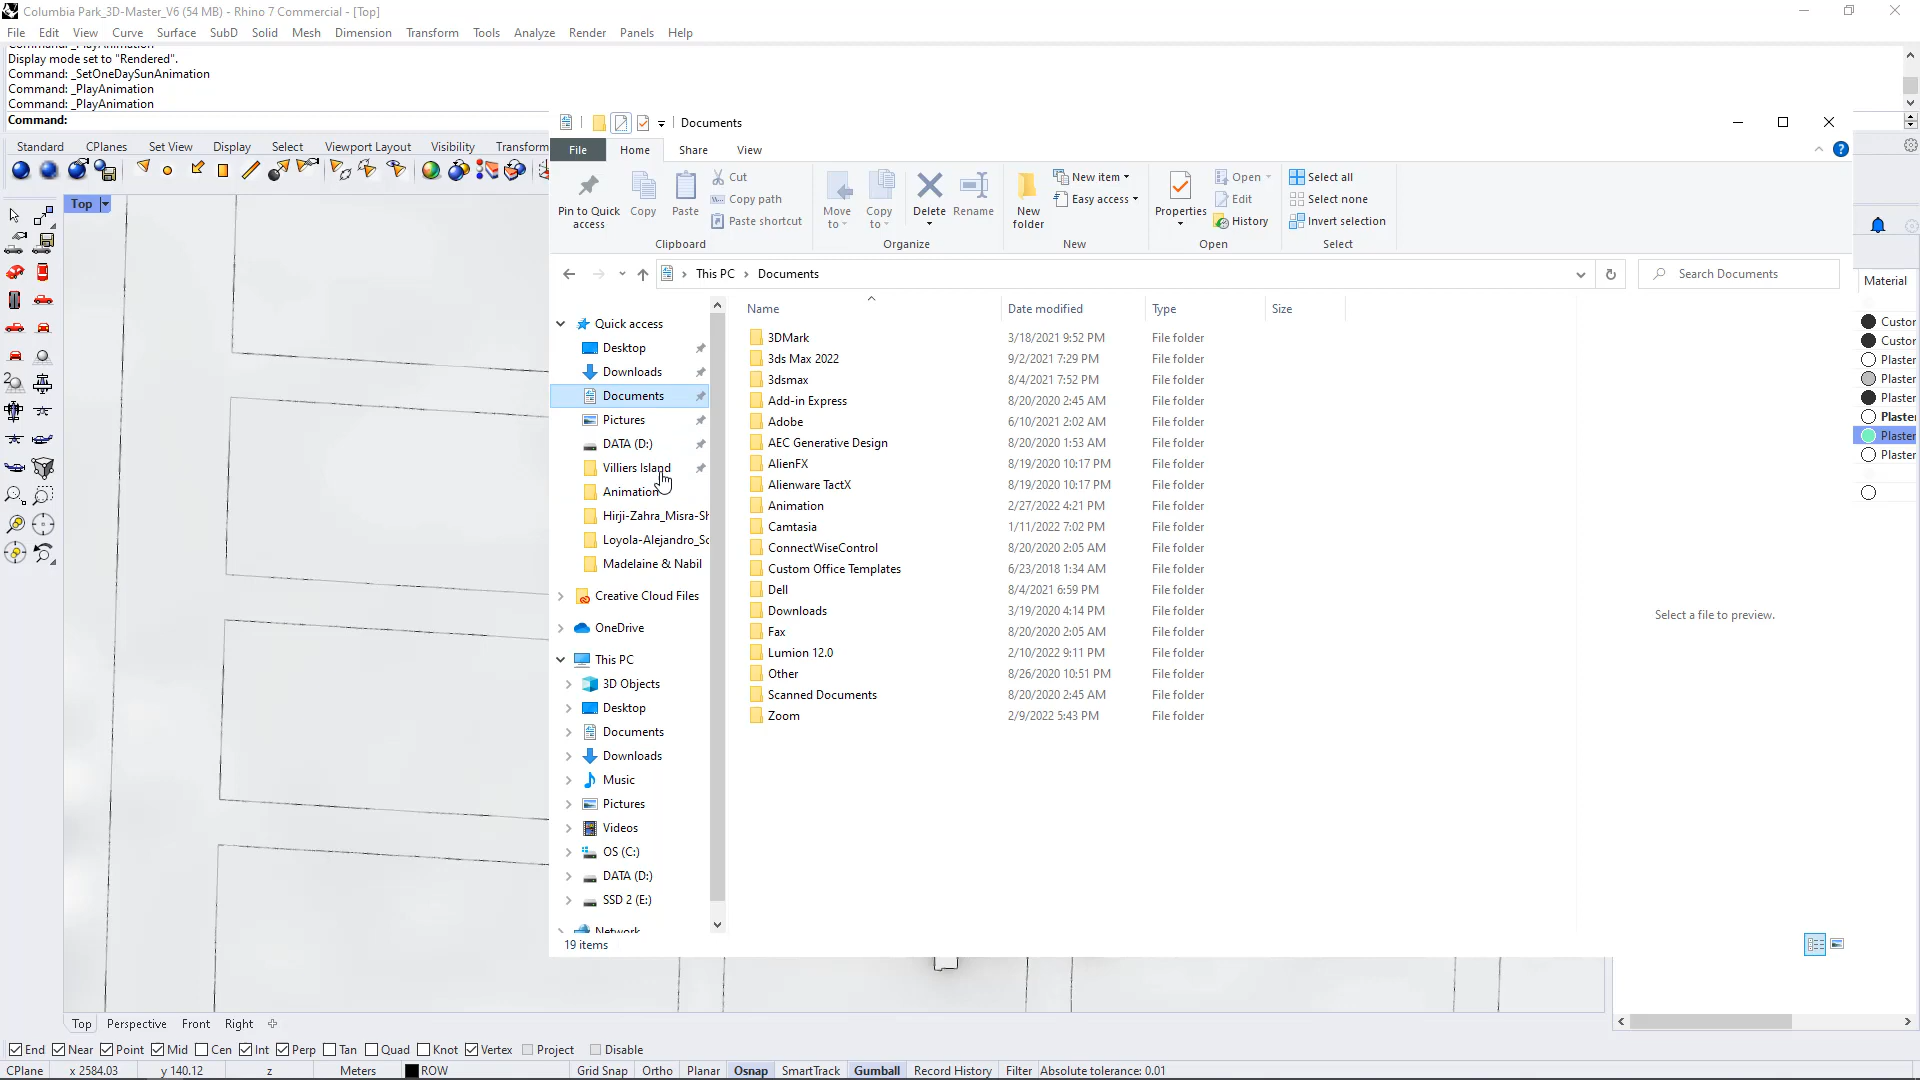 Columbia Park_3D-Master_V6 (54 MB) - Rhino 7 Commercial - [Top]
File Edit View Curve Surface SubD Solid Mesh Dimension Transform Tools Analyze Render Panels Help
Display mode set to "Rendered".
Command: _SetOneDaySunAnimation
Command: _PlayAnimation
Command: _PlayAnimation
Command:
Standard CPlanes Set View Display Select Viewport Layout Visibility Transform
Top
Documents
File Home Share View
Pin to Quick access
Copy
Paste
Cut
Copy path
Paste shortcut
Clipboard
Move to
Copy to
Delete
Rename
Organize
New folder
New item
Easy access
New
Properties
Open
Edit
History
Open
Select all
Select none
Invert selection
Select
This PC > Documents
Search Documents
Name Date modified Type Size
Quick access
Desktop
Downloads
Documents
Pictures
DATA (D:)
Villiers Island
Animation
Hirji-Zahra_Misra-Sh
Loyola-Alejandro_Sc
Madelaine & Nabil
Creative Cloud Files
OneDrive
This PC
3D Objects
Desktop
Documents
Downloads
Music
Pictures
Videos
OS (C:)
DATA (D:)
SSD 2 (E:)
Network
3DMark 3/18/2021 9:52 PM File folder
3ds Max 2022 9/2/2021 7:29 PM File folder
3dsmax 8/4/2021 7:52 PM File folder
Add-in Express 8/20/2020 2:45 AM File folder
Adobe 6/10/2021 2:02 AM File folder
AEC Generative Design 8/20/2020 1:53 AM File folder
AlienFX 8/19/2020 10:17 PM File folder
Alienware TactX 8/19/2020 10:17 PM File folder
Animation 2/27/2022 4:21 PM File folder
Camtasia 1/11/2022 7:02 PM File folder
ConnectWiseControl 8/20/2020 2:05 AM File folder
Custom Office Templates 6/23/2018 1:34 AM File folder
Dell 8/4/2021 6:59 PM File folder
Downloads 3/19/2020 4:14 PM File folder
Fax 8/20/2020 2:05 AM File folder
Lumion 12.0 2/10/2022 9:11 PM File folder
Other 8/26/2020 10:51 PM File folder
Scanned Documents 8/20/2020 2:45 AM File folder
Zoom 2/9/2022 5:43 PM File folder
Select a file to preview.
19 items
Material
Custor
Custor
Plaster
Plaster
Plaster
Plaste
Plaster
Plaster
Top Perspective Front Right
End Near Point Mid Cen Int Perp Tan Quad Knot Vertex Project Disable
CPlane x 2584.03 y 140.12 z Meters ROW Grid Snap Ortho Planar Osnap SmartTrack Gumball Record History Filter Absolute tolerance: 0.01